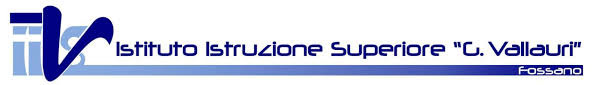 iis V Istituto Istruzione Superiore "G. Vallauri"
Fossano